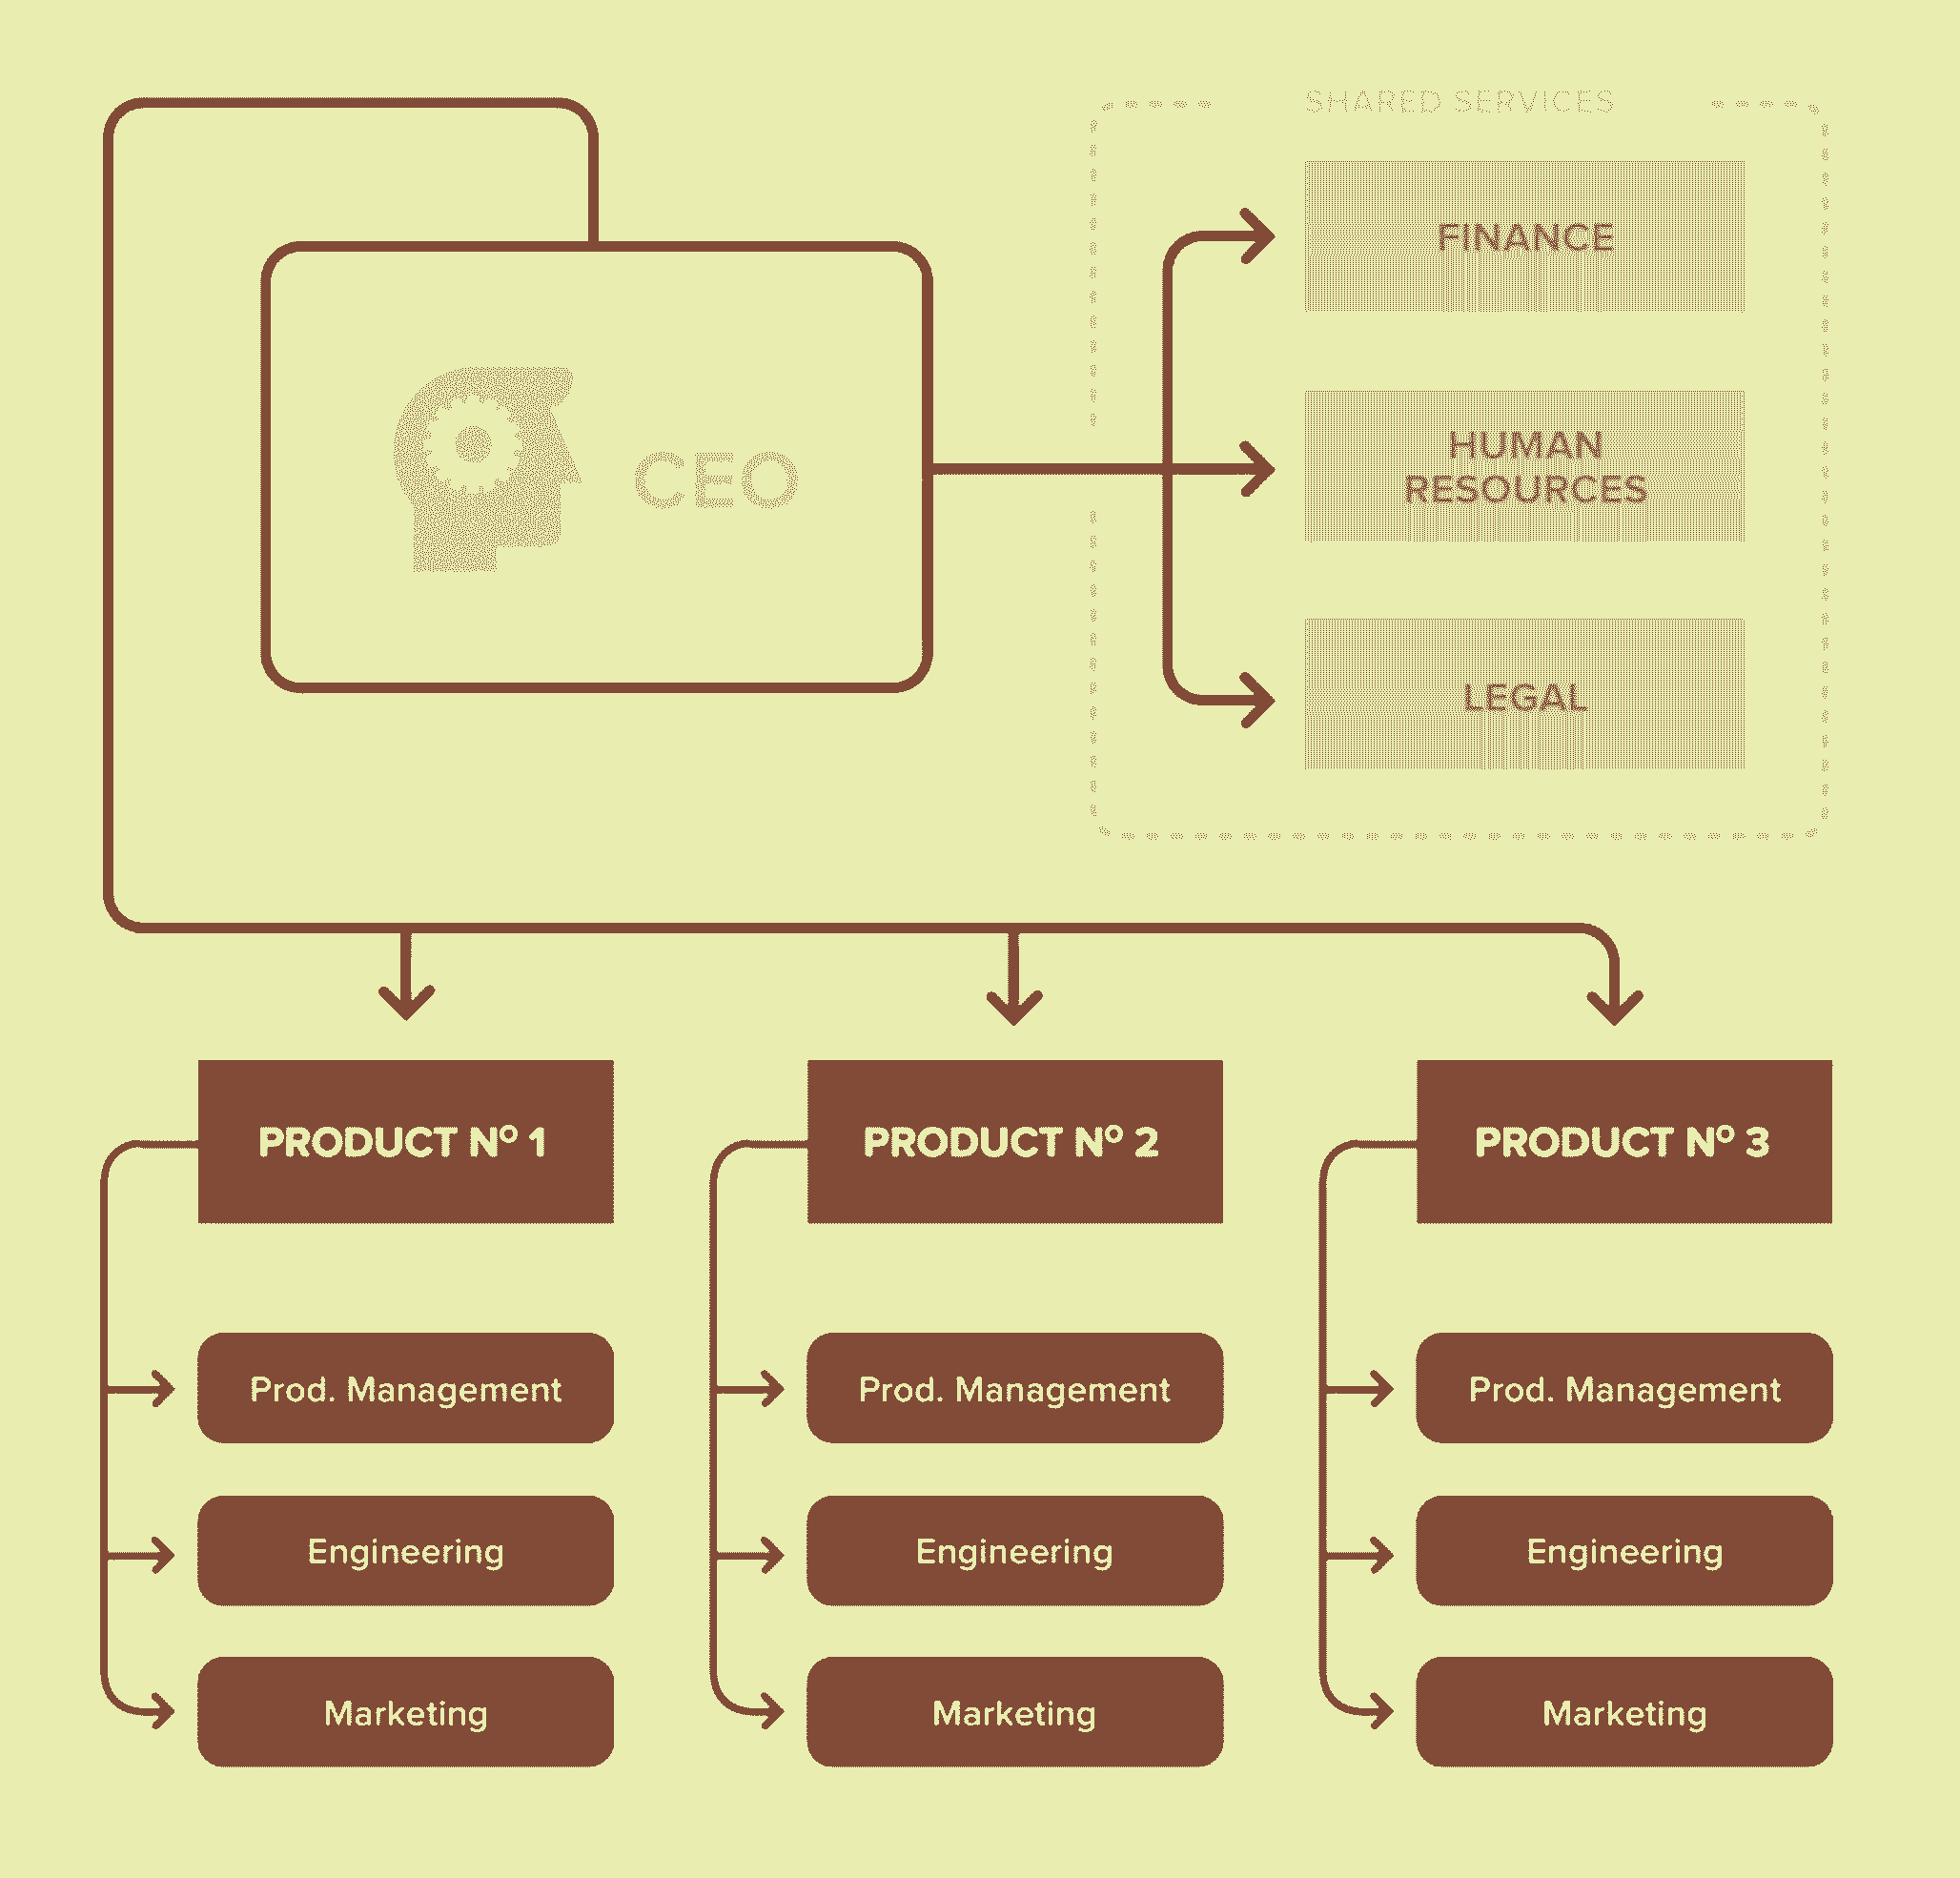 SHARED SERVICES
FINANCE
CEO
HUMAN
RESOURCES
LEGAL
PRODUCT Nº 1
PRODUCT Nº 2
PRODUCT Nº 3
Prod. Management
Prod. Management
Prod. Management
Engineering
Engineering
Engineering
Marketing
Marketing
Marketing